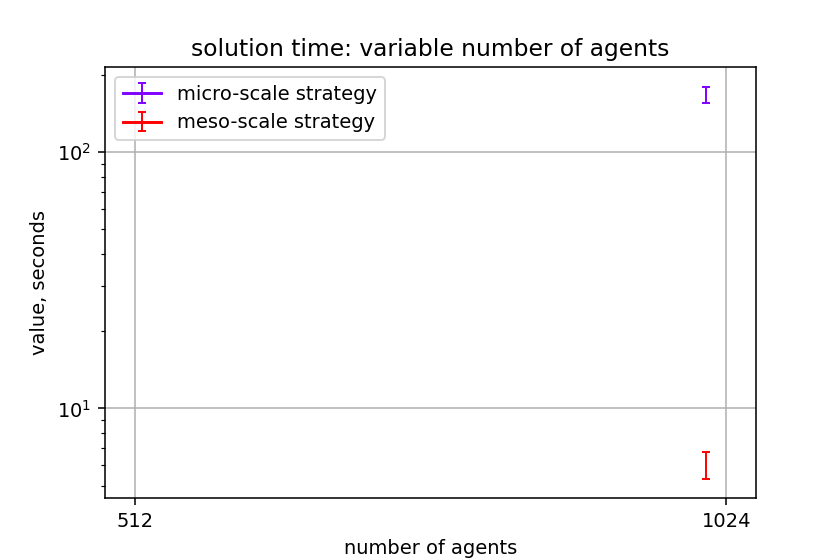 solution time: variable number of agents
micro-scale strategy
meso-scale strategy
10²
10¹
value, seconds
512
1024
number of agents